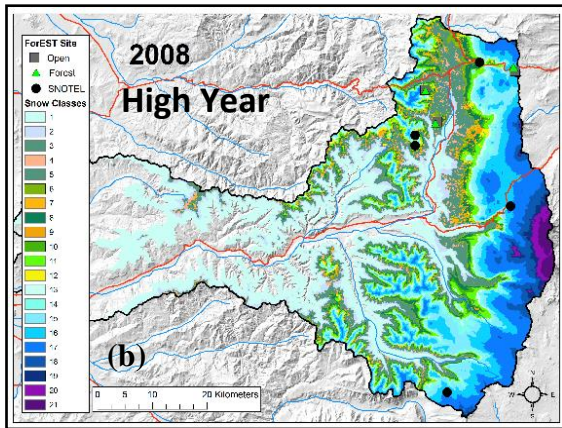 ForEST Site
Open
Forest
SNOTEL
Snow Classes
1
2
3
4
5
6
7
8
9
10
11
12
13
14
15
16
17
18
19
20
21
2008
High Year
(b)
0 5 10 20 Kilometers
N
W E
S